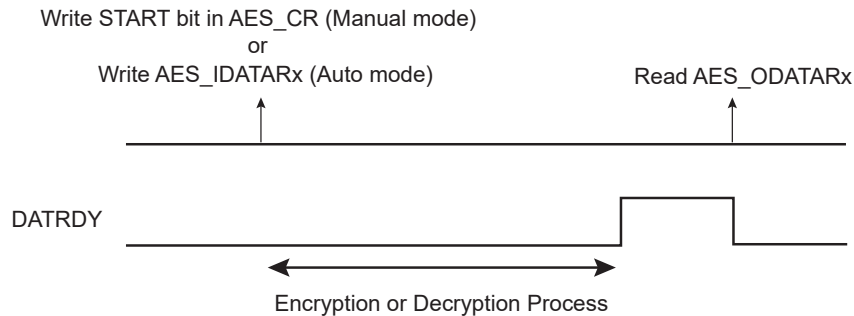 Write START bit in AES_CR (Manual mode)
or
Write AES_IDATARx (Auto mode)
Read AES_ODATARx
DATRDY
Encryption or Decryption Process